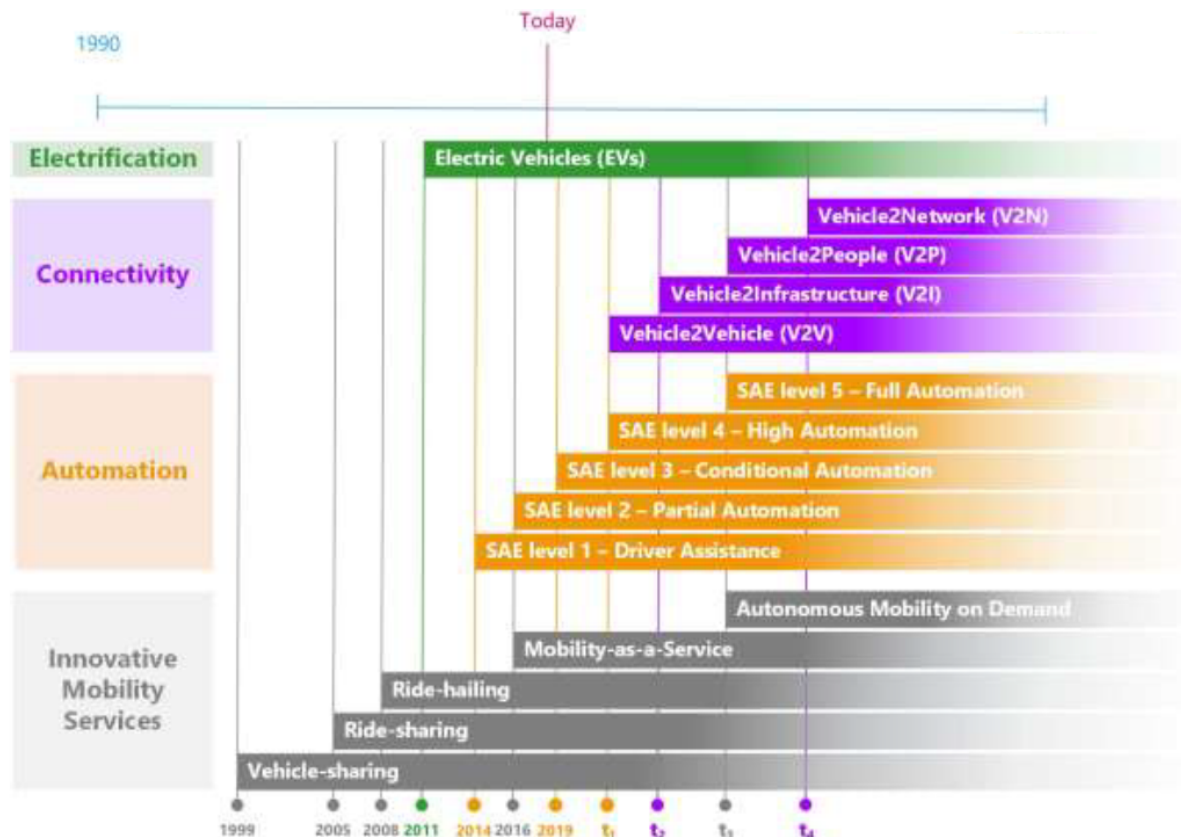 Today
1990
Electrification
Electric Vehicles (EVs)
Connectivity
Vehicle2Network (V2N)
Vehicle2People (V2P)
Vehicle2Infrastructure (V2I)
Vehicle2Vehicle (V2V)
Automation
SAE level 5 – Full Automation
SAE level 4 – High Automation
SAE level 3 – Conditional Automation
SAE level 2 – Partial Automation
SAE level 1 – Driver Assistance
Innovative
Mobility
Services
Autonomous Mobility on Demand
Mobility-as-a-Service
Ride-hailing
Ride-sharing
Vehicle-sharing
1999 2005 2008 2011 2014 2016 2019 t₁ t₂ t₃ t₄